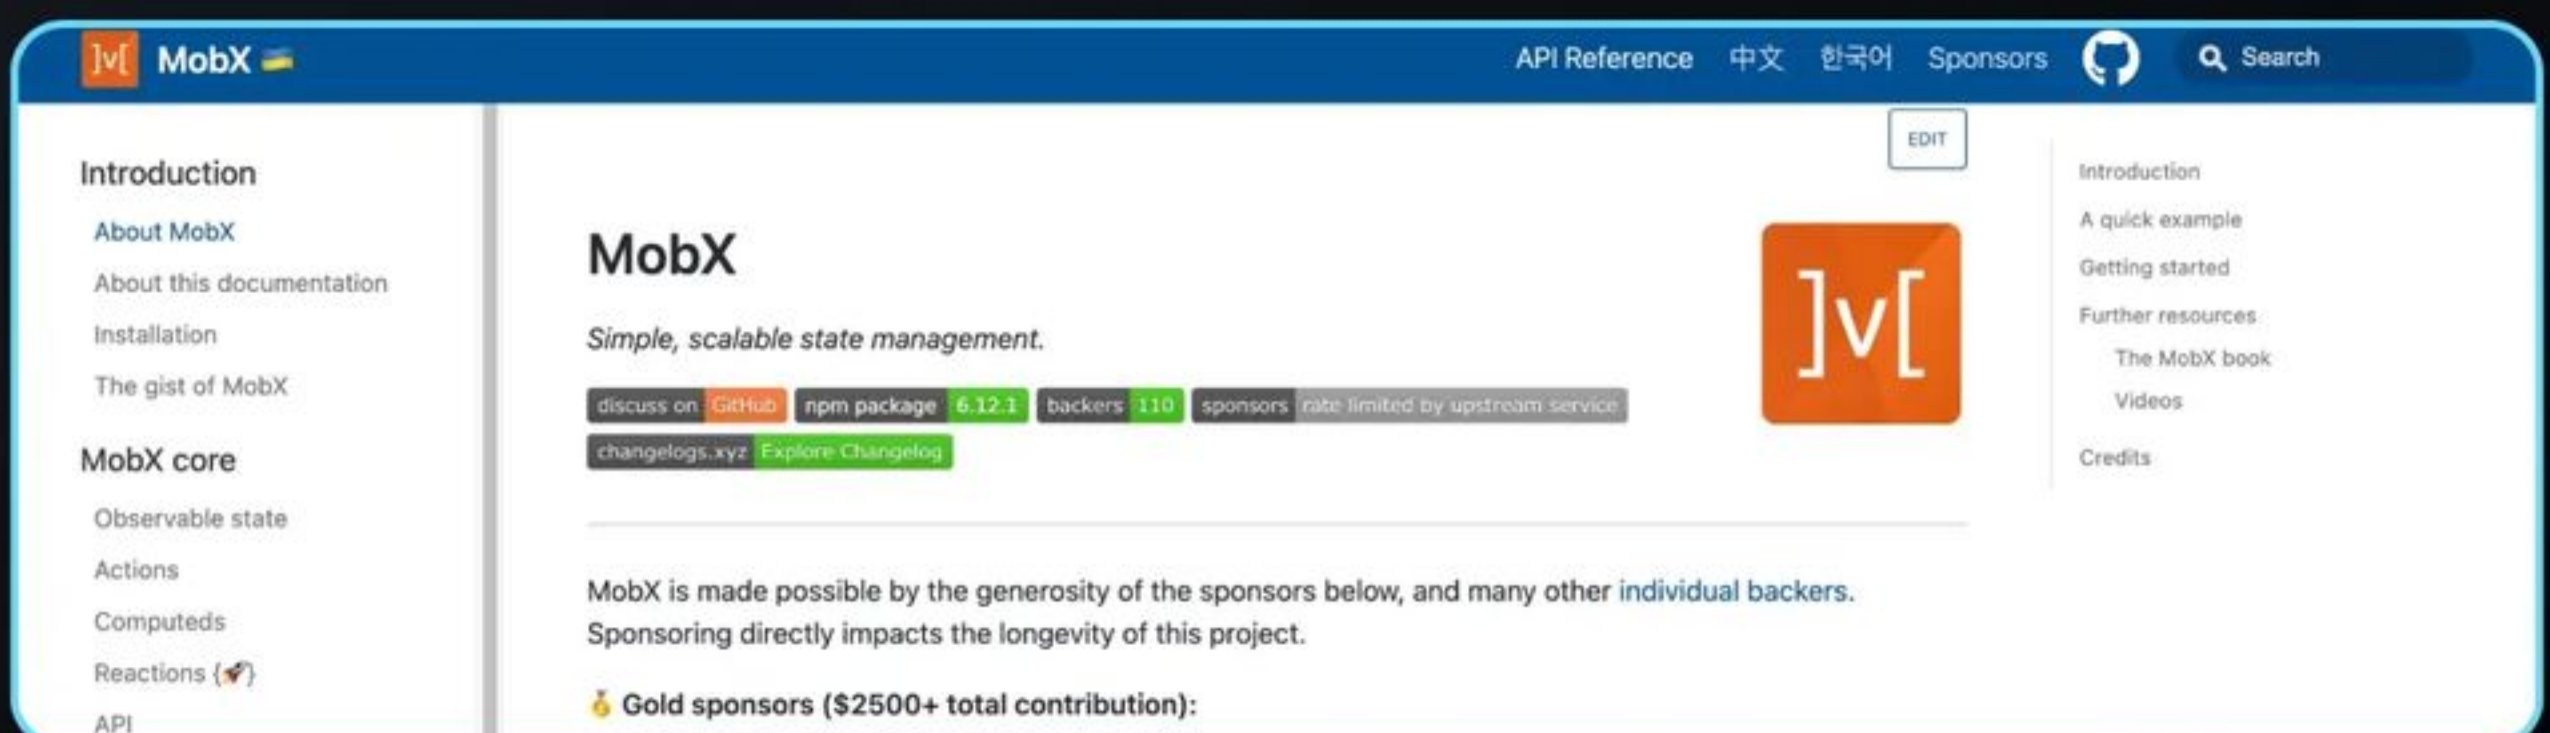 ]v[ MobX
API Reference 中文 한국어 Sponsors Search
Introduction
About MobX
About this documentation
Installation
The gist of MobX
MobX core
Observable state
Actions
Computeds
Reactions {🚀}
API
EDIT
MobX
]v[
Simple, scalable state management.
discuss on GitHub npm package 6.12.1 backers 110 sponsors rate limited by upstream service
changelogs.xyz Explore Changelog
MobX is made possible by the generosity of the sponsors below, and many other individual backers.
Sponsoring directly impacts the longevity of this project.
🥇 Gold sponsors ($2500+ total contribution):
Introduction
A quick example
Getting started
Further resources
The MobX book
Videos
Credits